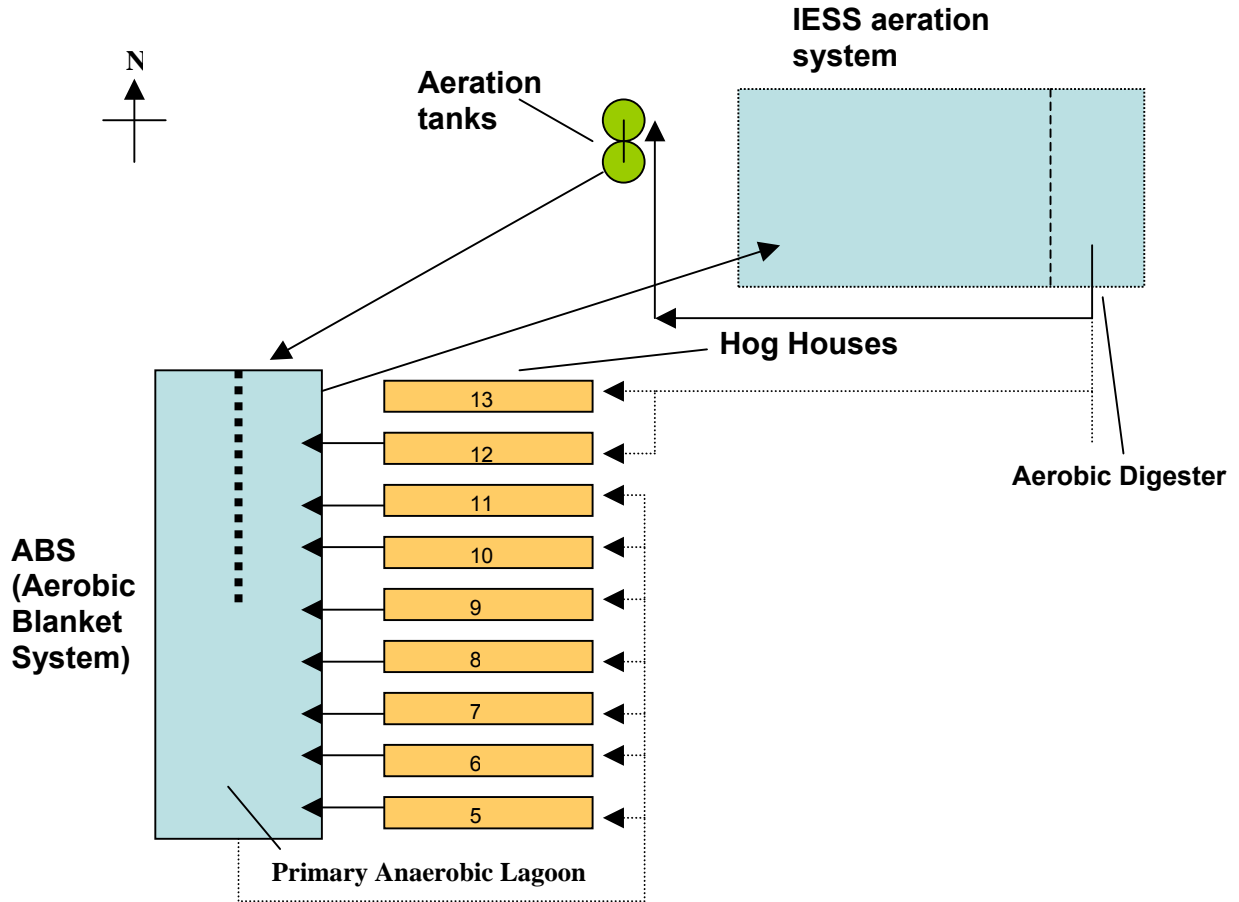 N
IESS aeration
system
Aeration
tanks
Hog Houses
13
12
11
10
9
8
7
6
5
Aerobic Digester
ABS
(Aerobic
Blanket
System)
Primary Anaerobic Lagoon